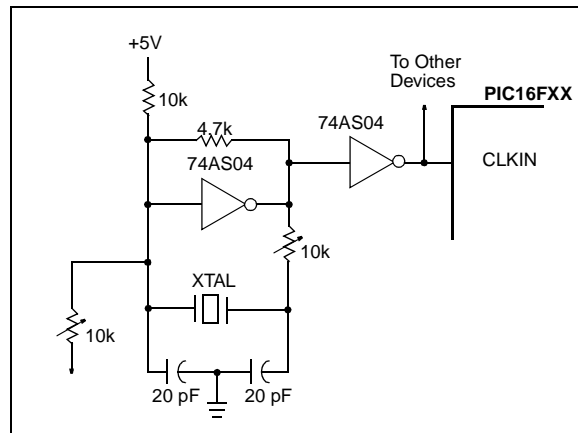 +5V
To Other
Devices
PIC16FXX
10k
4.7k
74AS04
74AS04
CLKIN
10k
XTAL
10k
20 pF
20 pF